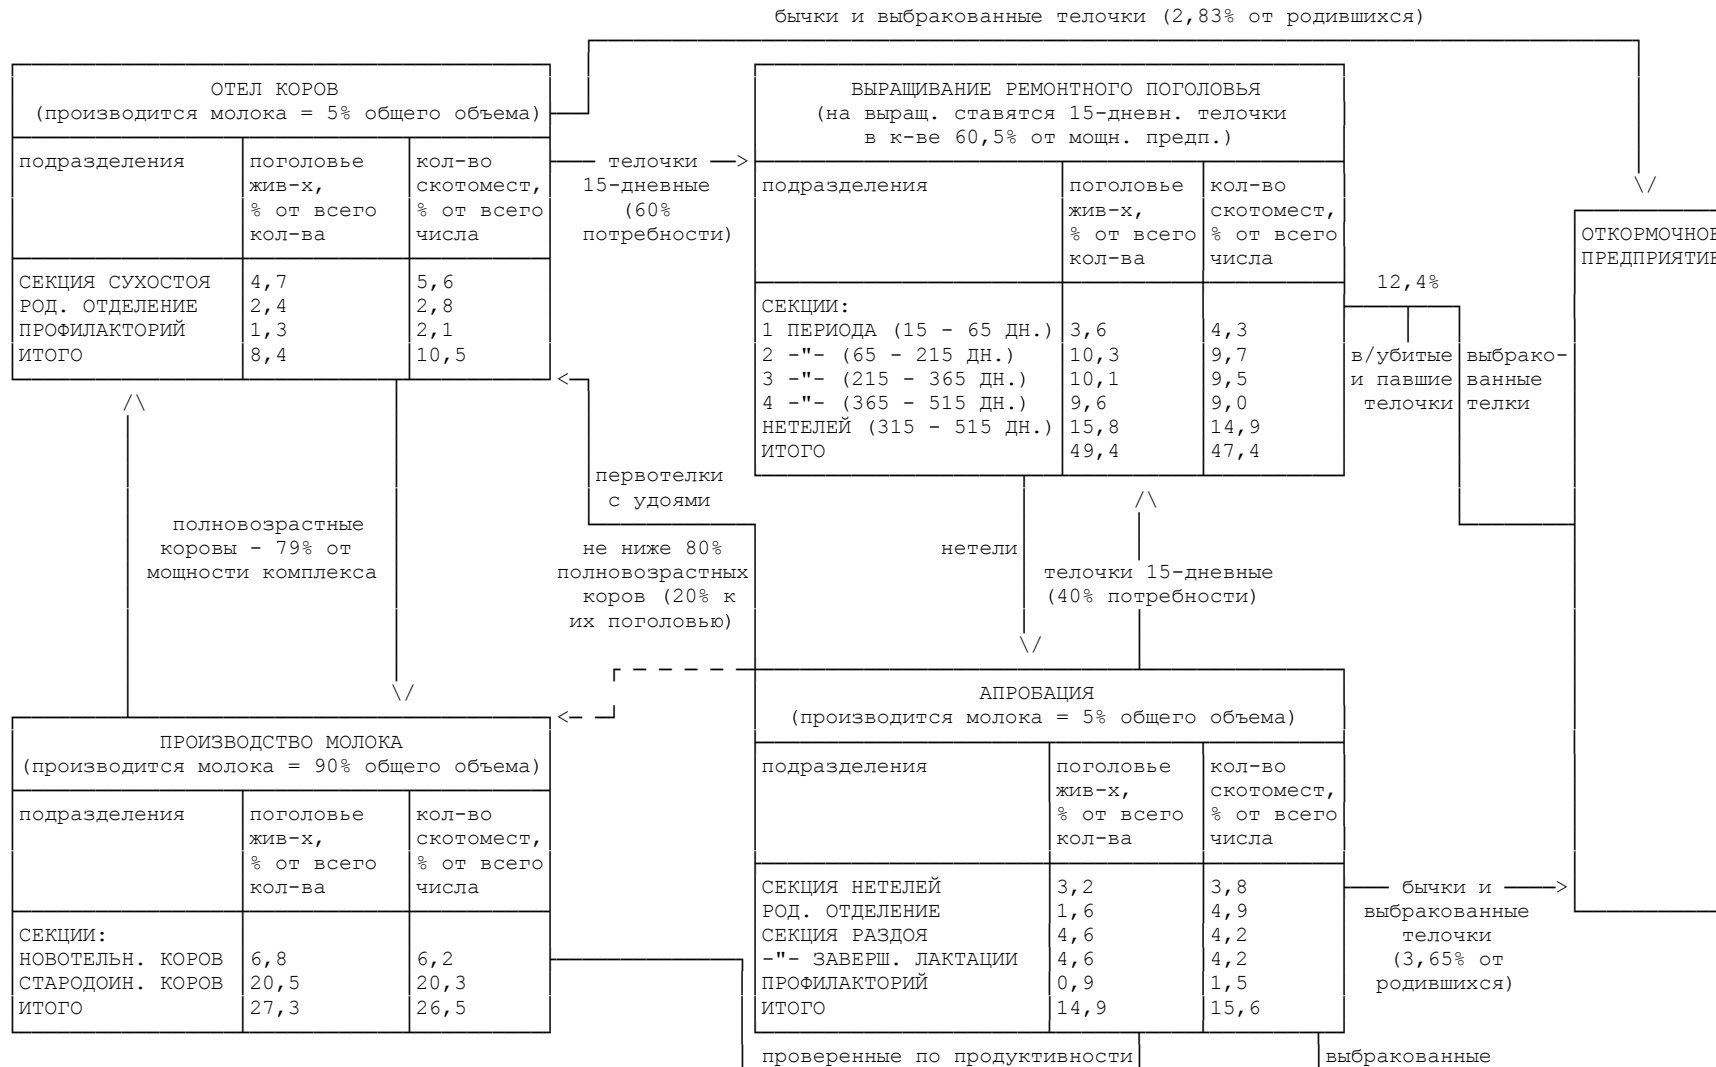 бычки и выбракованные телочки (2,83% от родившихся)
ОТЕЛ КОРОВ
(производится молока = 5% общего объема)
подразделения поголовье кол-во
жив-х, скотомест,
% от всего % от всего
кол-ва числа
СЕКЦИЯ СУХОСТОЯ 4,7 5,6
РОД. ОТДЕЛЕНИЕ 2,4 2,8
ПРОФИЛАКТОРИЙ 1,3 2,1
ИТОГО 8,4 10,5
телочки
15-дневные
(60%
потребности)
ВЫРАЩИВАНИЕ РЕМОНТНОГО ПОГОЛОВЬЯ
(на выращ. ставятся 15-дневн. телочки
в к-ве 60,5% от мощн. предп.)
подразделения поголовье кол-во
жив-х, скотомест,
% от всего % от всего
кол-ва числа
СЕКЦИИ:
1 ПЕРИОДА (15 - 65 ДН.) 3,6 4,3
2 -"- (65 - 215 ДН.) 10,3 9,7
3 -"- (215 - 365 ДН.) 10,1 9,5
4 -"- (365 - 515 ДН.) 9,6 9,0
НЕТЕЛЕЙ (315 - 515 ДН.) 15,8 14,9
ИТОГО 49,4 47,4
12,4%
в/убитые
и павшие
телочки
выбрако-
ванные
телки
ОТКОРМОЧНОЕ
ПРЕДПРИЯТИЕ
полновозрастные
коровы - 79% от
мощности комплекса
первотелки
с удоями
не ниже 80%
полновозрастных
коров (20% к
их поголовью)
нетели
телочки 15-дневные
(40% потребности)
ПРОИЗВОДСТВО МОЛОКА
(производится молока = 90% общего объема)
подразделения поголовье кол-во
жив-х, скотомест,
% от всего % от всего
кол-ва числа
СЕКЦИИ:
НОВОТЕЛЬН. КОРОВ 6,8 6,2
СТАРОДОИН. КОРОВ 20,5 20,3
ИТОГО 27,3 26,5
АПРОБАЦИЯ
(производится молока = 5% общего объема)
подразделения поголовье кол-во
жив-х, скотомест,
% от всего % от всего
кол-ва числа
СЕКЦИЯ НЕТЕЛЕЙ 3,2 3,8
РОД. ОТДЕЛЕНИЕ 1,6 4,9
СЕКЦИЯ РАЗДОЯ 4,6 4,2
-"- ЗАВЕРШ. ЛАКТАЦИИ 4,6 4,2
ПРОФИЛАКТОРИЙ 0,9 1,5
ИТОГО 14,9 15,6
бычки и
выбракованные
телочки
(3,65% от
родившихся)
проверенные по продуктивности
выбракованные